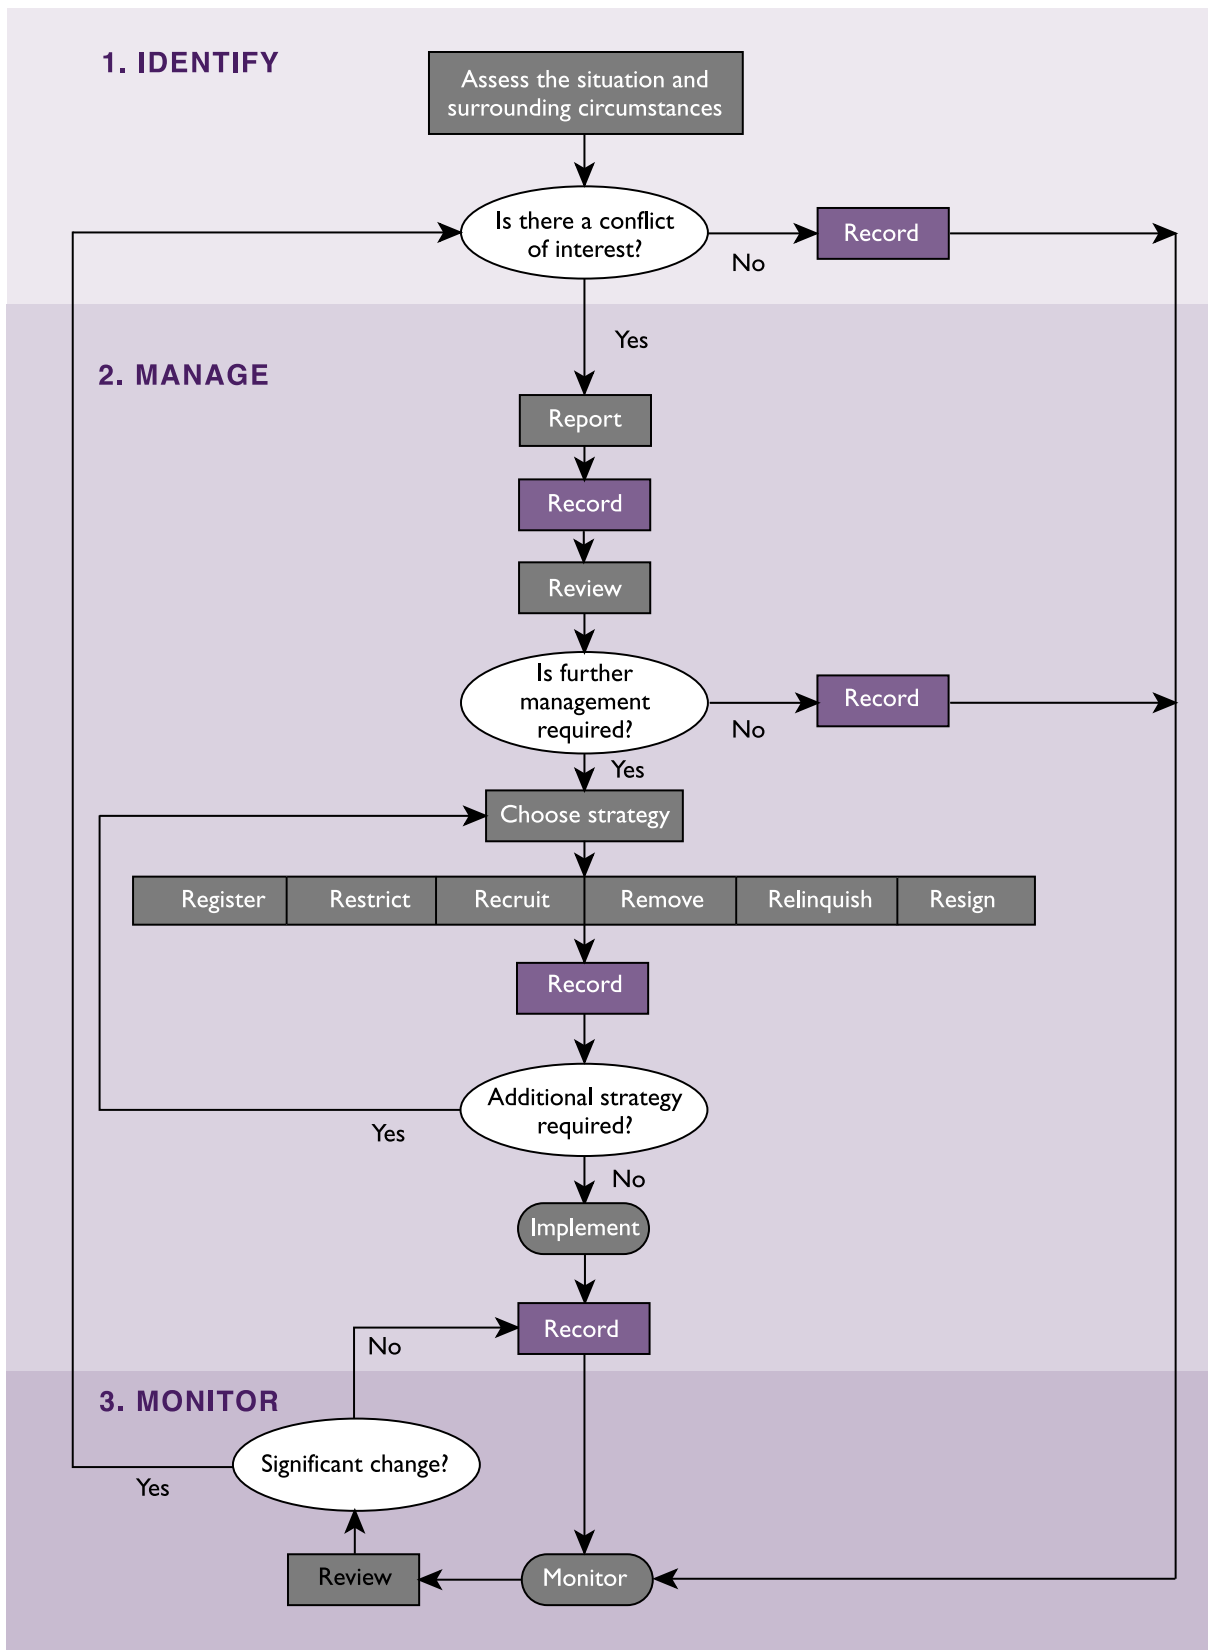 1. IDENTIFY
Assess the situation and
surrounding circumstances
Is there a conflict
of interest?
No
Record
Yes
2. MANAGE
Report
Record
Review
Is further
management
required?
No
Record
Yes
Choose strategy
Register
Restrict
Recruit
Remove
Relinquish
Resign
Record
Additional strategy
required?
Yes
No
Implement
Record
No
3. MONITOR
Significant change?
Yes
Review
Monitor